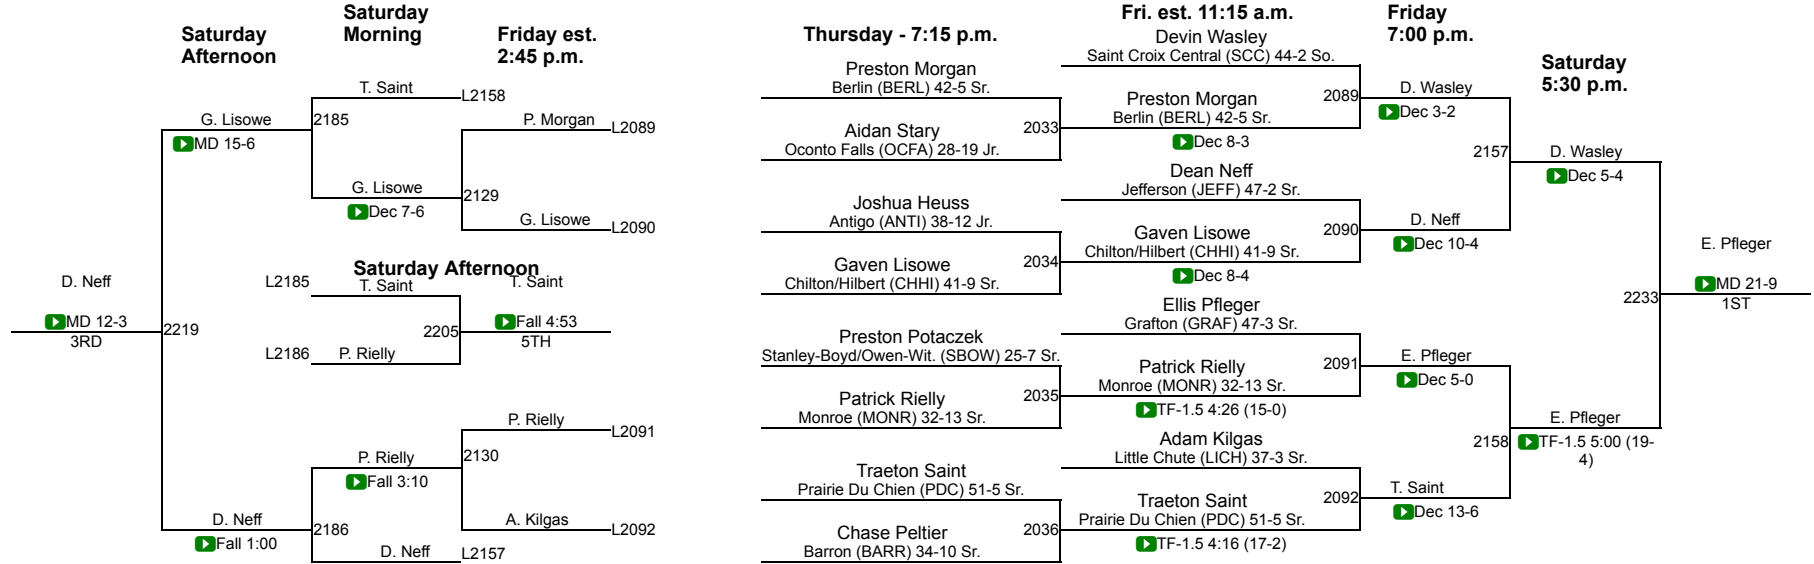 Saturday
Afternoon
Saturday
Morning
Friday est.
2:45 p.m.
T. Saint
L2158
G. Lisowe
2185
P. Morgan
L2089
MD 15-6
G. Lisowe
2129
Dec 7-6
G. Lisowe
L2090
Saturday Afternoon
D. Neff
L2185
T. Saint
T. Saint
MD 12-3
2219
2205
Fall 4:53
3RD
5TH
L2186
P. Rielly
P. Rielly
L2091
P. Rielly
2130
Fall 3:10
D. Neff
2186
A. Kilgas
L2092
Fall 1:00
D. Neff
L2157
Thursday - 7:15 p.m.
Fri. est. 11:15 a.m.
Friday
7:00 p.m.
Saturday
5:30 p.m.
Preston Morgan
Berlin (BERL) 42-5 Sr.
2033
Aidan Stary
Oconto Falls (OCFA) 28-19 Jr.
Joshua Heuss
Antigo (ANTI) 38-12 Jr.
2034
Gaven Lisowe
Chilton/Hilbert (CHHI) 41-9 Sr.
Preston Potaczek
Stanley-Boyd/Owen-Wit. (SBOW) 25-7 Sr.
2035
Patrick Rielly
Monroe (MONR) 32-13 Sr.
Traeton Saint
Prairie Du Chien (PDC) 51-5 Sr.
2036
Chase Peltier
Barron (BARR) 34-10 Sr.
Devin Wasley
Saint Croix Central (SCC) 44-2 So.
2089
Preston Morgan
Berlin (BERL) 42-5 Sr.
Dec 8-3
Dean Neff
Jefferson (JEFF) 47-2 Sr.
2090
Gaven Lisowe
Chilton/Hilbert (CHHI) 41-9 Sr.
Dec 8-4
Ellis Pfleger
Grafton (GRAF) 47-3 Sr.
2091
Patrick Rielly
Monroe (MONR) 32-13 Sr.
TF-1.5 4:26 (15-0)
Adam Kilgas
Little Chute (LICH) 37-3 Sr.
2092
Traeton Saint
Prairie Du Chien (PDC) 51-5 Sr.
TF-1.5 4:16 (17-2)
D. Wasley
Dec 3-2
2157
D. Neff
Dec 10-4
E. Pfleger
Dec 5-0
2158
T. Saint
Dec 13-6
D. Wasley
Dec 5-4
2233
E. Pfleger
TF-1.5 5:00 (19-
4)
E. Pfleger
MD 21-9
1ST